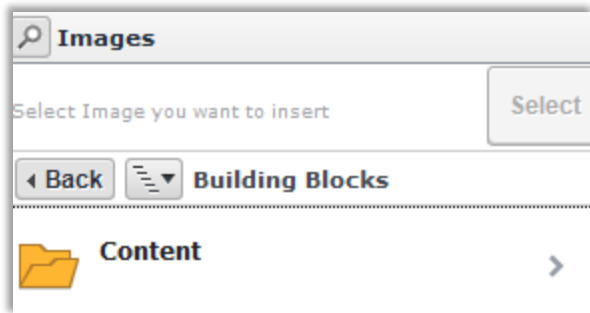 Images
Select Image you want to insert
Select
Back
Building Blocks
Content